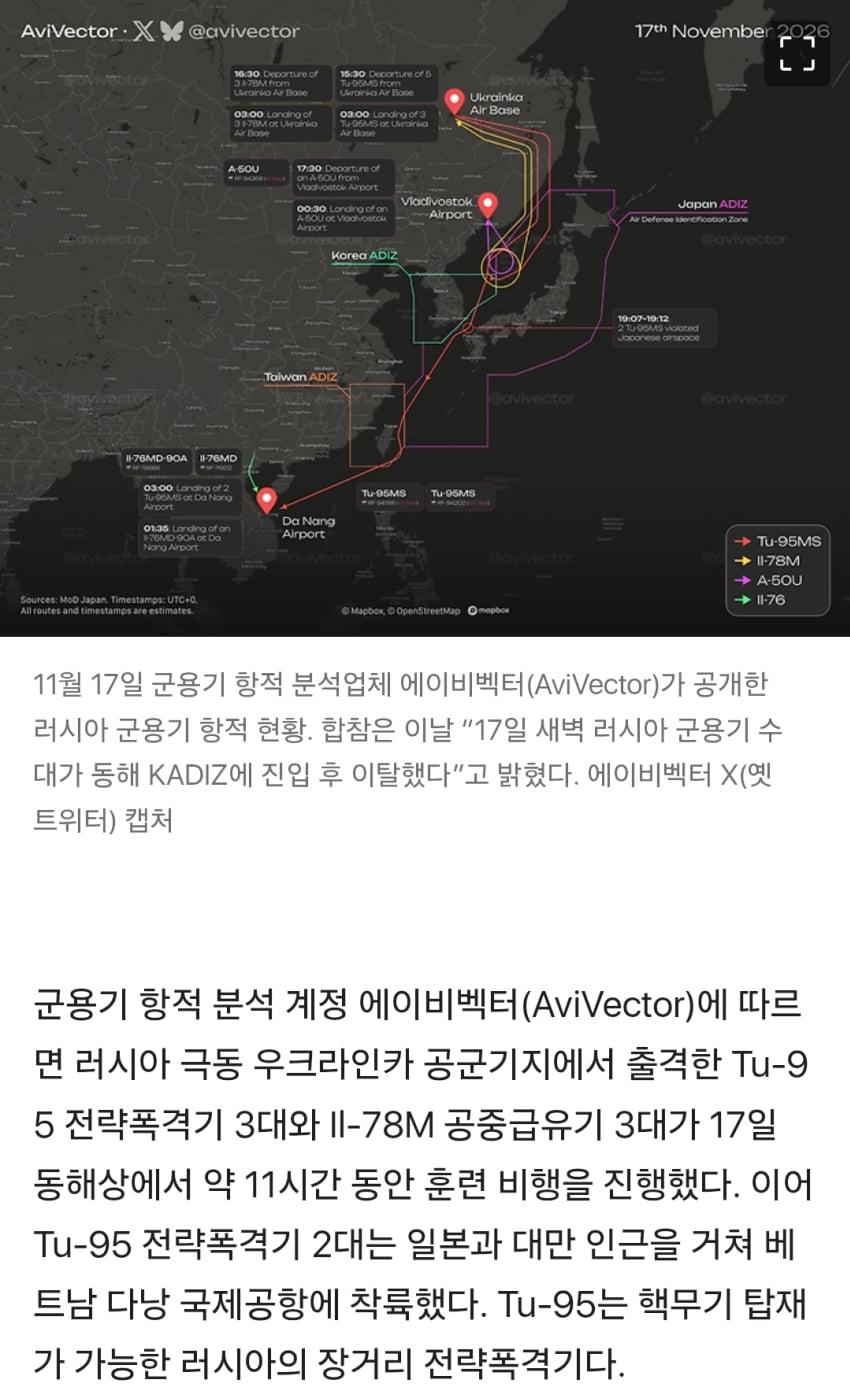 AviVector · X @avivector
17th November 2026
16:30: Departure of
3 Il-78M from
Ukrainka Air Base
15:30: Departure of 5
Tu-95MS from
Ukrainka Air Base
03:00: Landing of
3 Il-78M at Ukrainka
Air Base
03:00: Landing of 3
Tu-95MS at Ukrainka
Air Base
Ukrainka
Air Base
A-50U
17:30: Departure of
an A-50U from
Vladivostok Airport
00:30: Landing of an
A-50U at Vladivostok
Airport
Vladivostok
Airport
Japan ADIZ
Air Defense Identification Zone
@avivector
@avivector
Korea ADIZ
19:07-19:12
2 Tu-95MS violated
Japanese airspace
Taiwan ADIZ
@avivector
@avivector
Il-76MD-90A
Il-76MD
03:00: Landing of 2
Tu-95MS at Da Nang
Airport
01:35: Landing of an
Il-76MD-90A at Da
Nang Airport
Da Nang
Airport
Tu-95MS
Tu-95MS
@avivector
Tu-95MS
Il-78M
A-50U
Il-76
Sources: MoD Japan. Timestamps: UTC+0.
All routes and timestamps are estimates.
© Mapbox, © OpenStreetMap mapbox
11월 17일 군용기 항적 분석업체 에이비벡터(AviVector)가 공개한
러시아 군용기 항적 현황. 합참은 이날 “17일 새벽 러시아 군용기 수
대가 동해 KADIZ에 진입 후 이탈했다”고 밝혔다. 에이비벡터 X(옛
트위터) 캡처
군용기 항적 분석 계정 에이비벡터(AviVector)에 따르
면 러시아 극동 우크라인카 공군기지에서 출격한 Tu-9
5 전략폭격기 3대와 Il-78M 공중급유기 3대가 17일
동해상에서 약 11시간 동안 훈련 비행을 진행했다. 이어
Tu-95 전략폭격기 2대는 일본과 대만 인근을 거쳐 베
트남 다낭 국제공항에 착륙했다. Tu-95는 핵무기 탑재
가 가능한 러시아의 장거리 전략폭격기다.